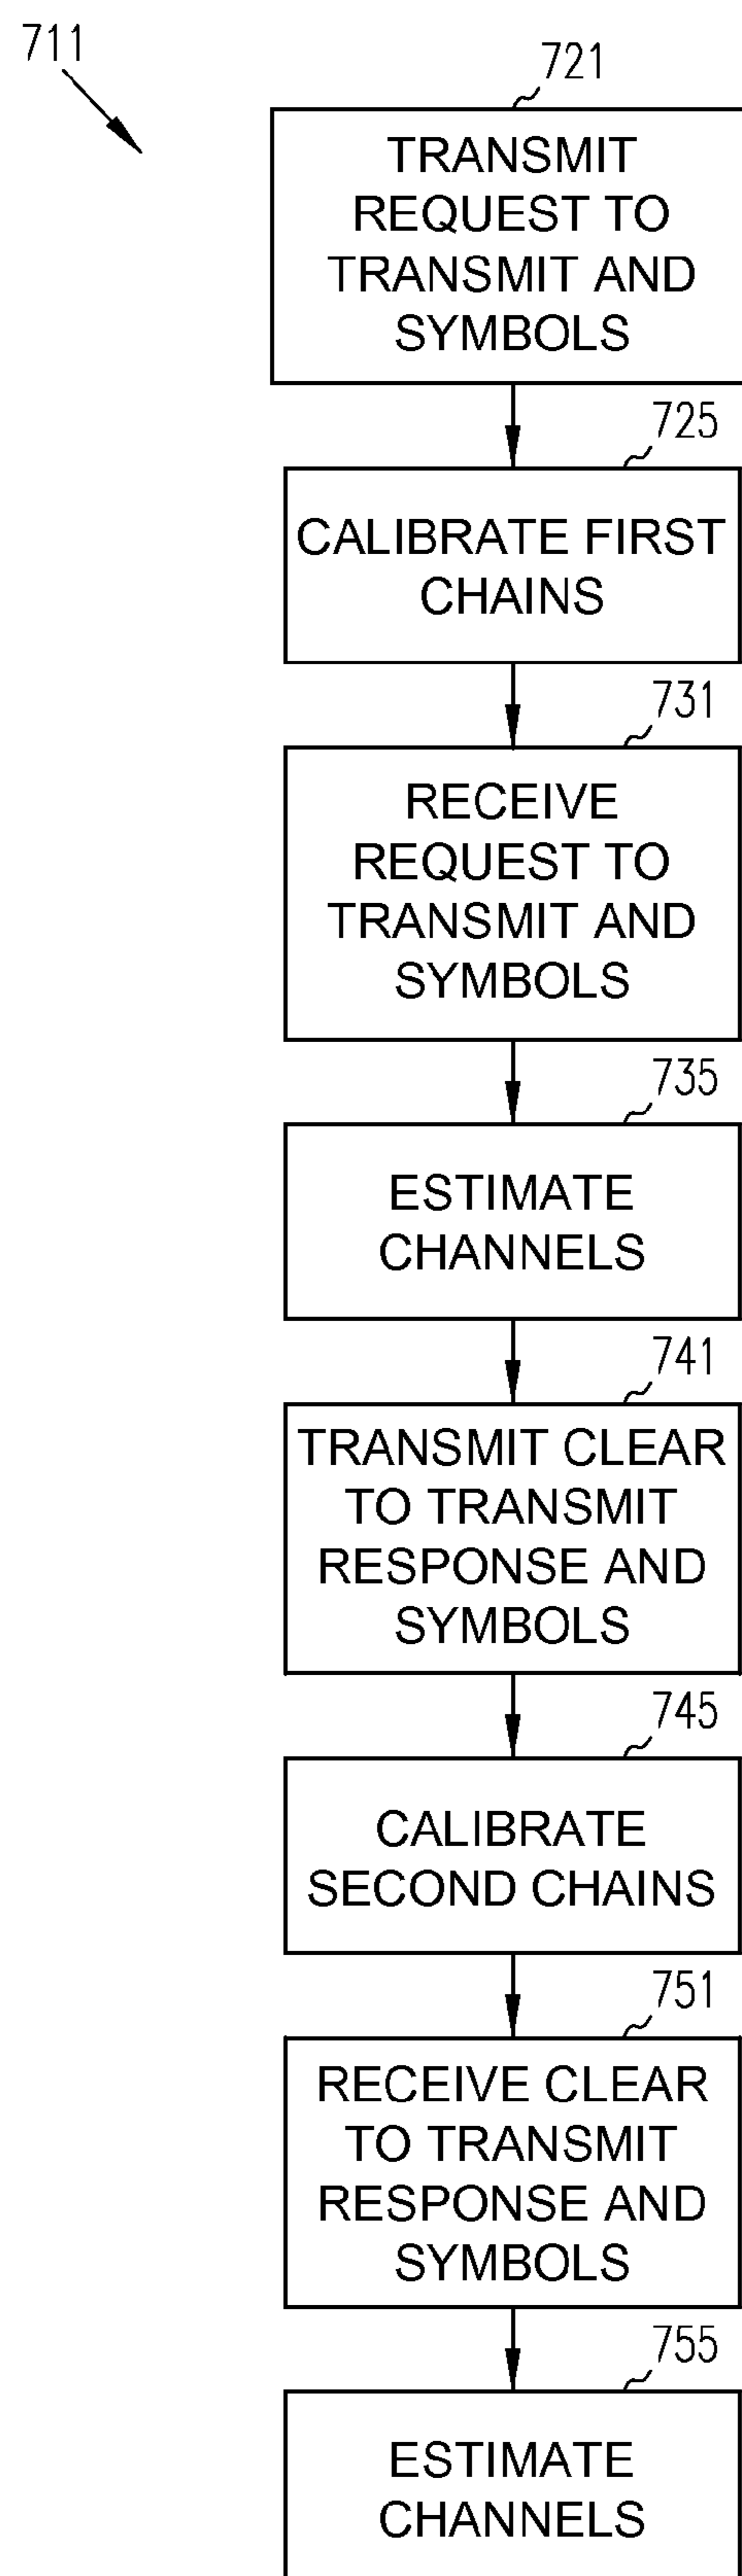 711
721
TRANSMIT
REQUEST TO
TRANSMIT AND
SYMBOLS
725
CALIBRATE FIRST
CHAINS
731
RECEIVE
REQUEST TO
TRANSMIT AND
SYMBOLS
735
ESTIMATE
CHANNELS
741
TRANSMIT CLEAR
TO TRANSMIT
RESPONSE AND
SYMBOLS
745
CALIBRATE
SECOND CHAINS
751
RECEIVE CLEAR
TO TRANSMIT
RESPONSE AND
SYMBOLS
755
ESTIMATE
CHANNELS